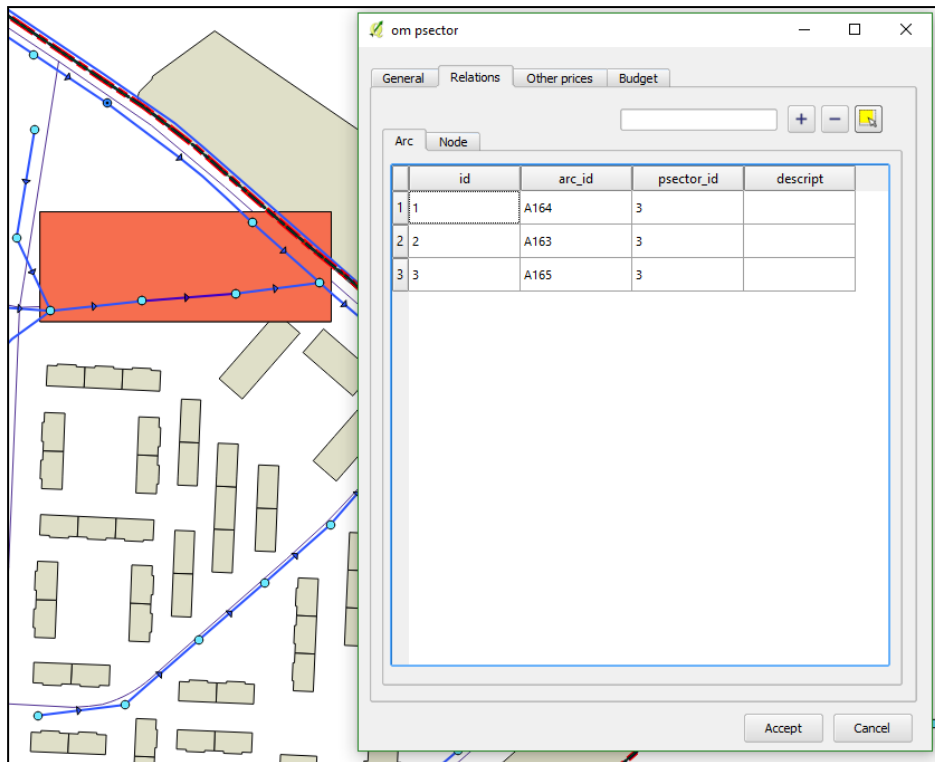 om psector
General Relations Other prices Budget
+ −
Arc Node
id arc_id psector_id descript
1 1 A164 3
2 2 A163 3
3 3 A165 3
Accept Cancel